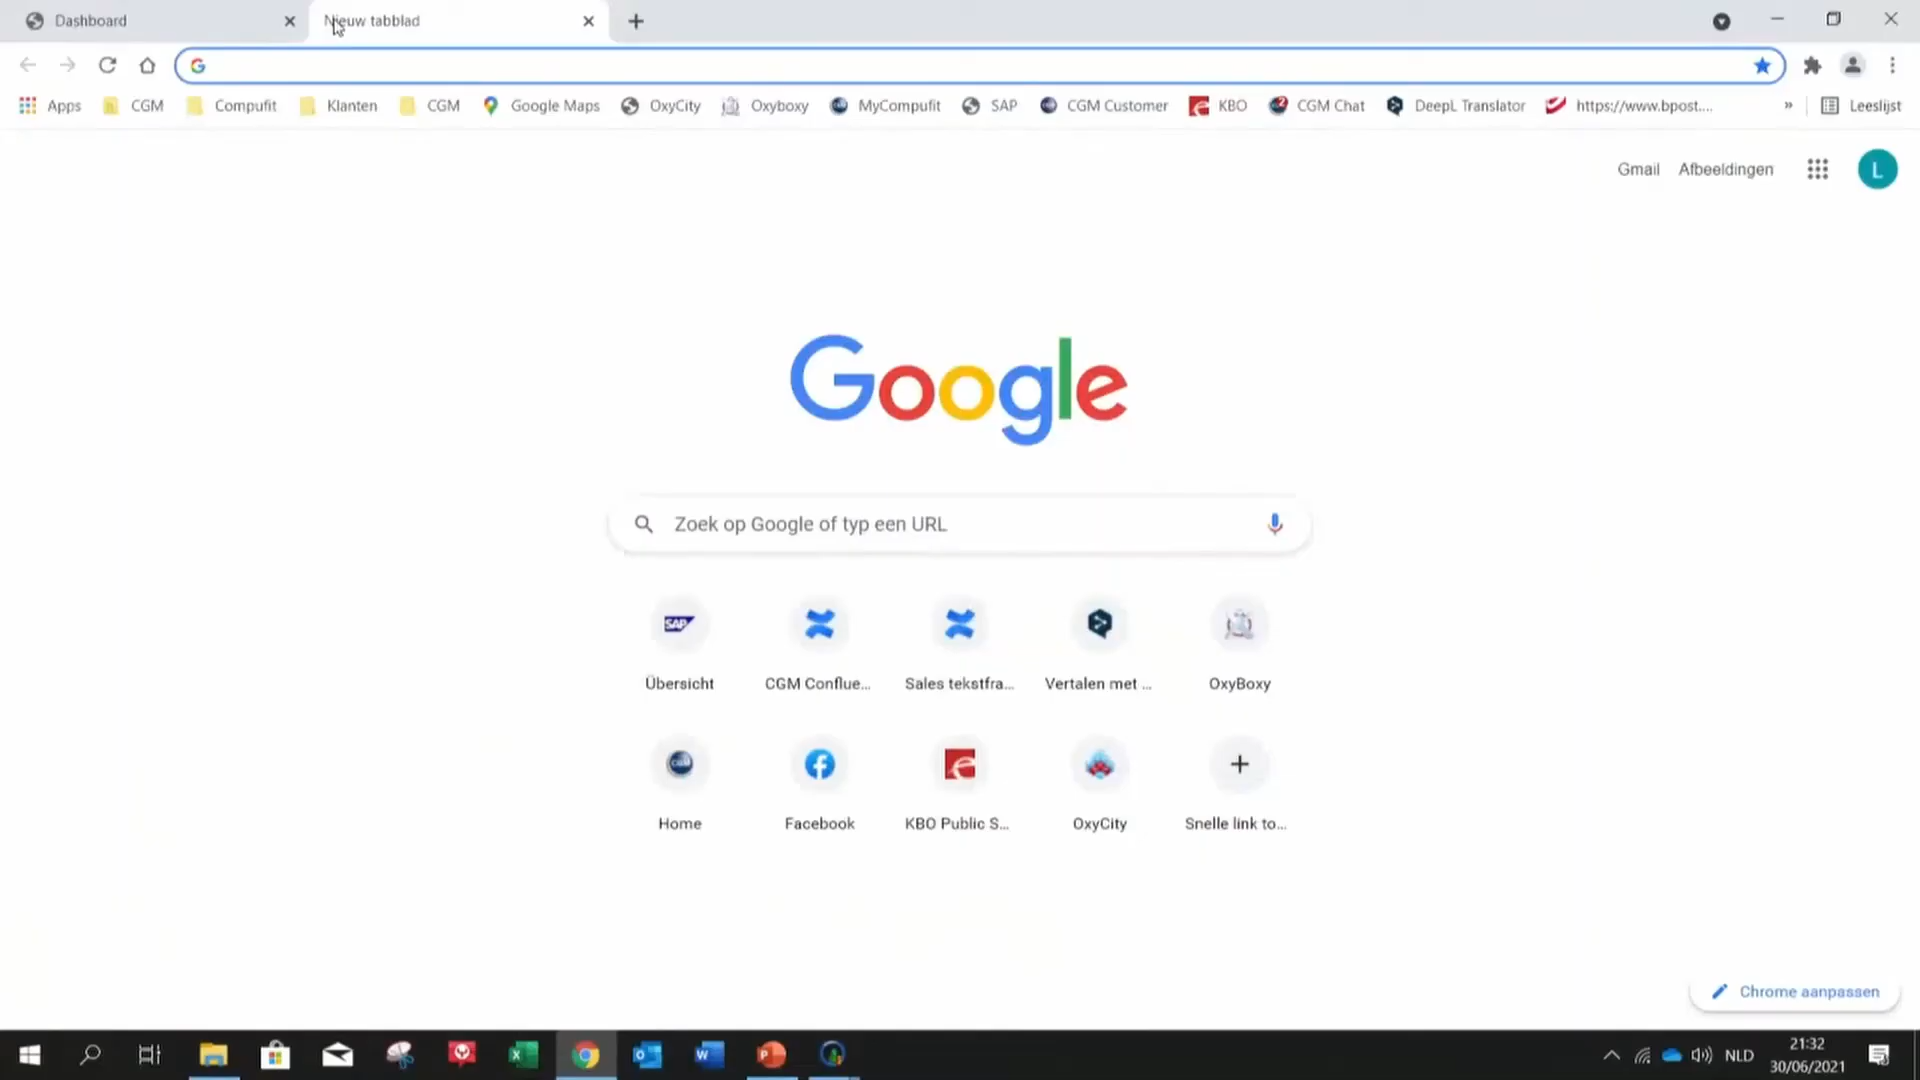 Dashboard
Nieuw tabblad
Apps
CGM
Compufit
Klanten
CGM
Google Maps
OxyCity
Oxyboxy
MyCompufit
SAP
CGM Customer
KBO
CGM Chat
DeepL Translator
https://www.bpost....
»
Leeslijst
Gmail
Afbeeldingen
L
Google
Zoek op Google of typ een URL
SAP
Übersicht
CGM Conflue...
Sales tekstfra...
Vertalen met ...
OxyBoxy
CGM
Home
Facebook
KBO Public S...
OxyCity
Snelle link to...
Chrome aanpassen
NLD
21:32
30/06/2021